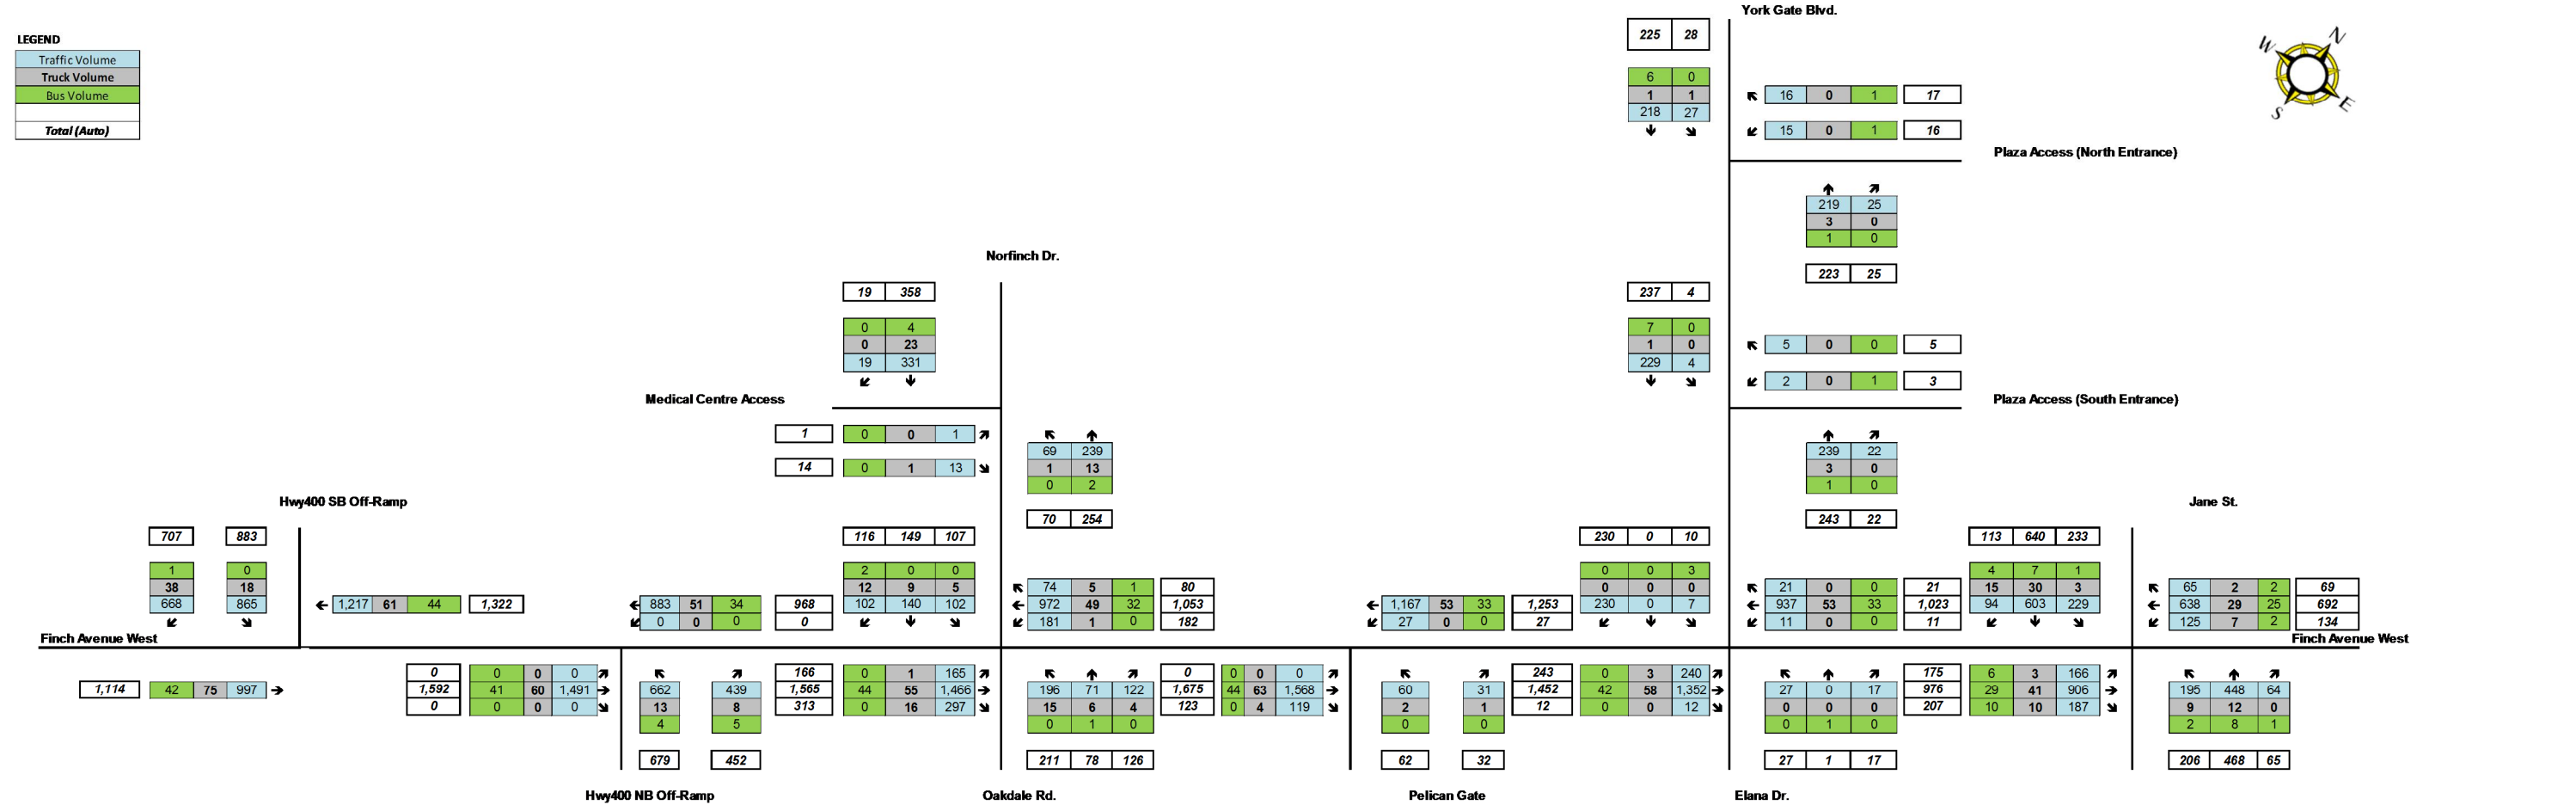 York Gate Blvd.
LEGEND
Traffic Volume
Truck Volume
Bus Volume
Total (Auto)
N
W
E
S
225 28
6 0
1 1
218 27
16 0 1 17
15 0 1 16
Plaza Access (North Entrance)
219 25
3 0
1 0
223 25
Norfinch Dr.
19 358
0 4
0 23
19 331
237 4
7 0
1 0
229 4
5 0 0 5
2 0 1 3
Medical Centre Access
Plaza Access (South Entrance)
1 0 0 1
14 0 1 13
69 239
1 13
0 2
70 254
239 22
3 0
1 0
243 22
Hwy400 SB Off-Ramp
Jane St.
707 883
1 0
38 18
668 865
1,217 61 44 1,322
883 51 34 968
0 0 0 0
116 149 107
2 0 0
12 9 5
102 140 102
74 5 1 80
972 49 32 1,053
181 1 0 182
1,167 53 33 1,253
27 0 0 27
230 0 10
0 0 3
0 0 0
230 0 7
21 0 0 21
937 53 33 1,023
11 0 0 11
113 640 233
4 7 1
15 30 3
94 603 229
65 2 2 69
638 29 25 692
125 7 2 134
Finch Avenue West
Finch Avenue West
1,114 42 75 997
0 0 0 0
1,592 41 60 1,491
0 0 0 0
662 439
13 8
4 5
679 452
166 0 1 165
1,565 44 55 1,466
313 0 16 297
196 71 122
15 6 4
0 1 0
211 78 126
0 0 0 0
1,675 44 63 1,568
123 0 4 119
60 31
2 1
0 0
62 32
243 0 3 240
1,452 42 58 1,352
12 0 0 12
27 0 17
0 0 0
0 1 0
27 1 17
175 6 3 166
976 29 41 906
207 10 10 187
195 448 64
9 12 0
2 8 1
206 468 65
Hwy400 NB Off-Ramp
Oakdale Rd.
Pelican Gate
Elana Dr.